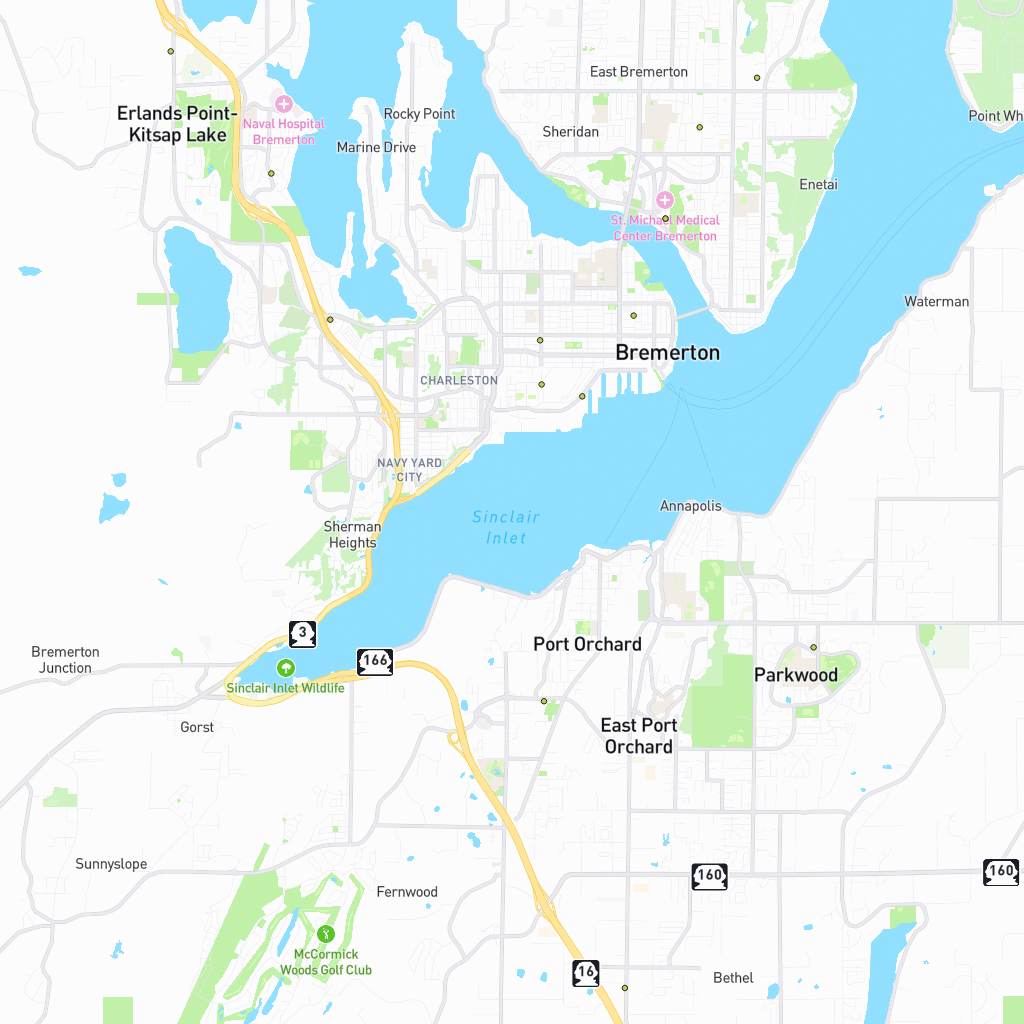 East Bremerton
Erlands Point-
Kitsap Lake
Naval Hospital
Bremerton
Rocky Point
Marine Drive
Sheridan
Point Wh
Enetai
St. Michael Medical
Center Bremerton
Waterman
Bremerton
CHARLESTON
NAVY YARD
CITY
Sherman
Heights
Sinclair
Inlet
Annapolis
3
166
Bremerton
Junction
Sinclair Inlet Wildlife
Gorst
Port Orchard
Parkwood
East Port
Orchard
Sunnyslope
Fernwood
160
160
McCormick
Woods Golf Club
16
Bethel